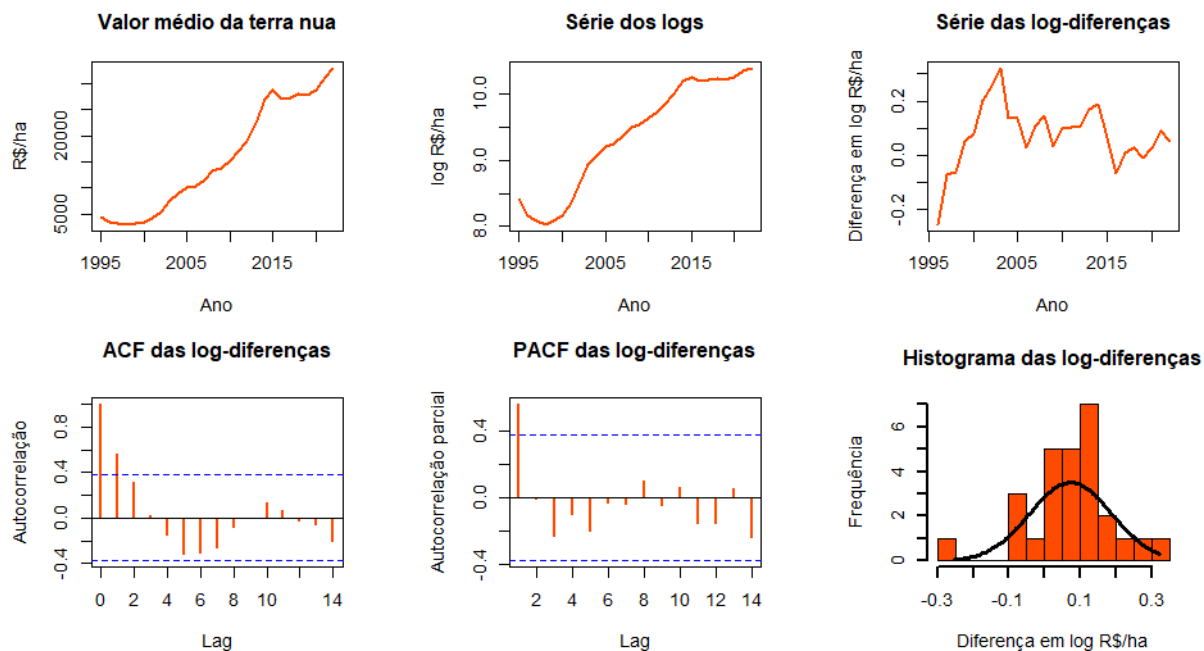 Valor médio da terra nua
R$/ha
5000
20000
1995
2005
2015
Ano
Série dos logs
log R$/ha
8.0
9.0
10.0
1995
2005
2015
Ano
Série das log-diferenças
Diferença em log R$/ha
-0.2
0.0
0.2
1995
2005
2015
Ano
ACF das log-diferenças
Autocorrelação
-0.4
0.0
0.4
0.8
0
2
4
6
8
10
14
Lag
PACF das log-diferenças
Autocorrelação parcial
-0.4
0.0
0.4
2
4
6
8
10
12
14
Lag
Histograma das log-diferenças
Frequência
0
2
4
6
-0.3
-0.1
0.1
0.3
Diferença em log R$/ha